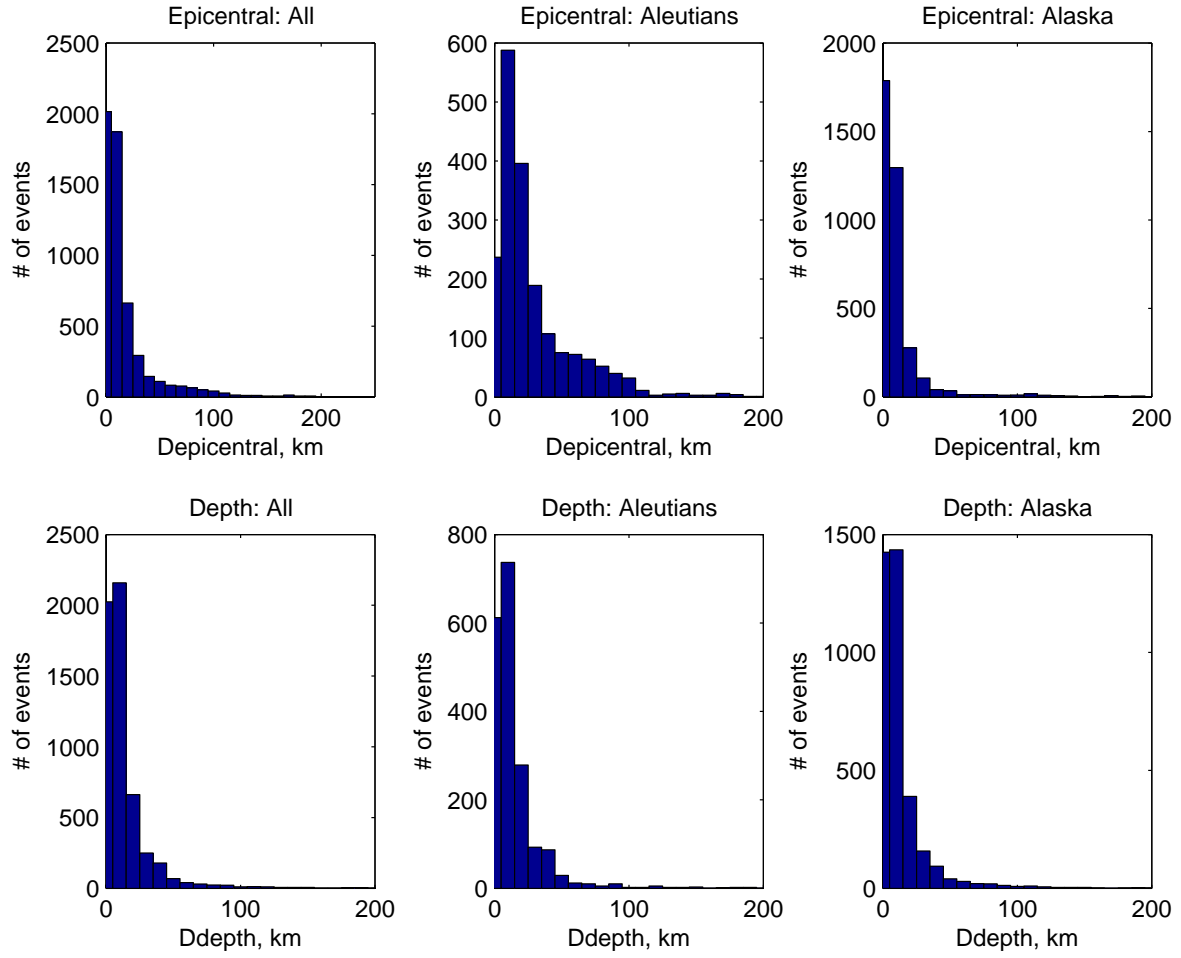 Epicentral: All
2500
2000
1500
1000
500
0
0 100 200
# of events
Depicentral, km
Epicentral: Aleutians
600
500
400
300
200
100
0
0 100 200
# of events
Depicentral, km
Epicentral: Alaska
2000
1500
1000
500
0
0 100 200
# of events
Depicentral, km
Depth: All
2500
2000
1500
1000
500
0
0 100 200
# of events
Ddepth, km
Depth: Aleutians
800
600
400
200
0
0 100 200
# of events
Ddepth, km
Depth: Alaska
1500
1000
500
0
0 100 200
# of events
Ddepth, km